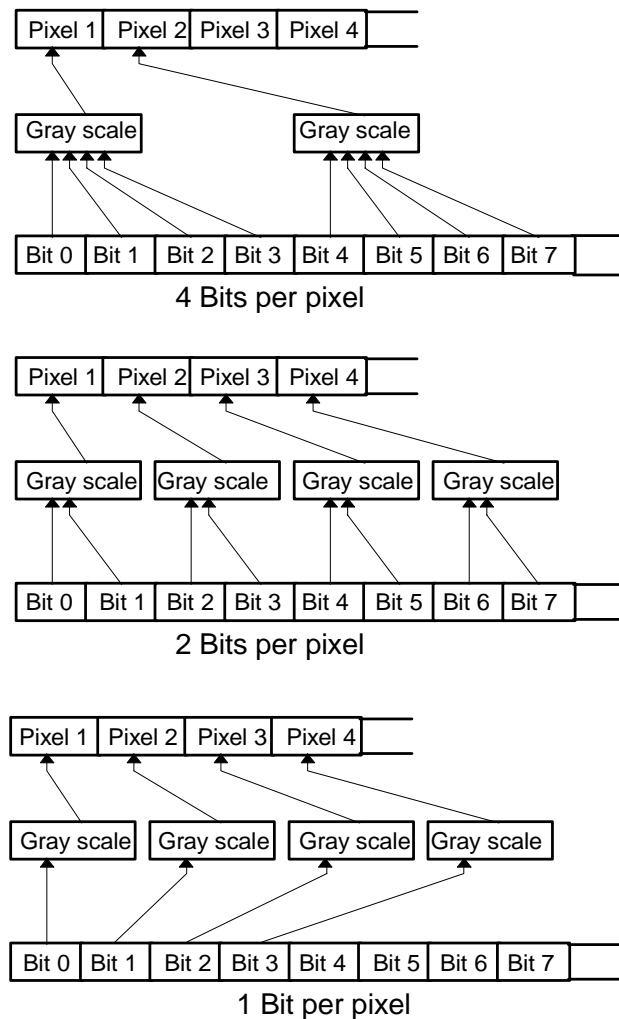 Pixel 1 Pixel 2 Pixel 3 Pixel 4
Gray scale Gray scale
Bit 0 Bit 1 Bit 2 Bit 3 Bit 4 Bit 5 Bit 6 Bit 7
4 Bits per pixel
Pixel 1 Pixel 2 Pixel 3 Pixel 4
Gray scale Gray scale Gray scale Gray scale
Bit 0 Bit 1 Bit 2 Bit 3 Bit 4 Bit 5 Bit 6 Bit 7
2 Bits per pixel
Pixel 1 Pixel 2 Pixel 3 Pixel 4
Gray scale Gray scale Gray scale Gray scale
Bit 0 Bit 1 Bit 2 Bit 3 Bit 4 Bit 5 Bit 6 Bit 7
1 Bit per pixel